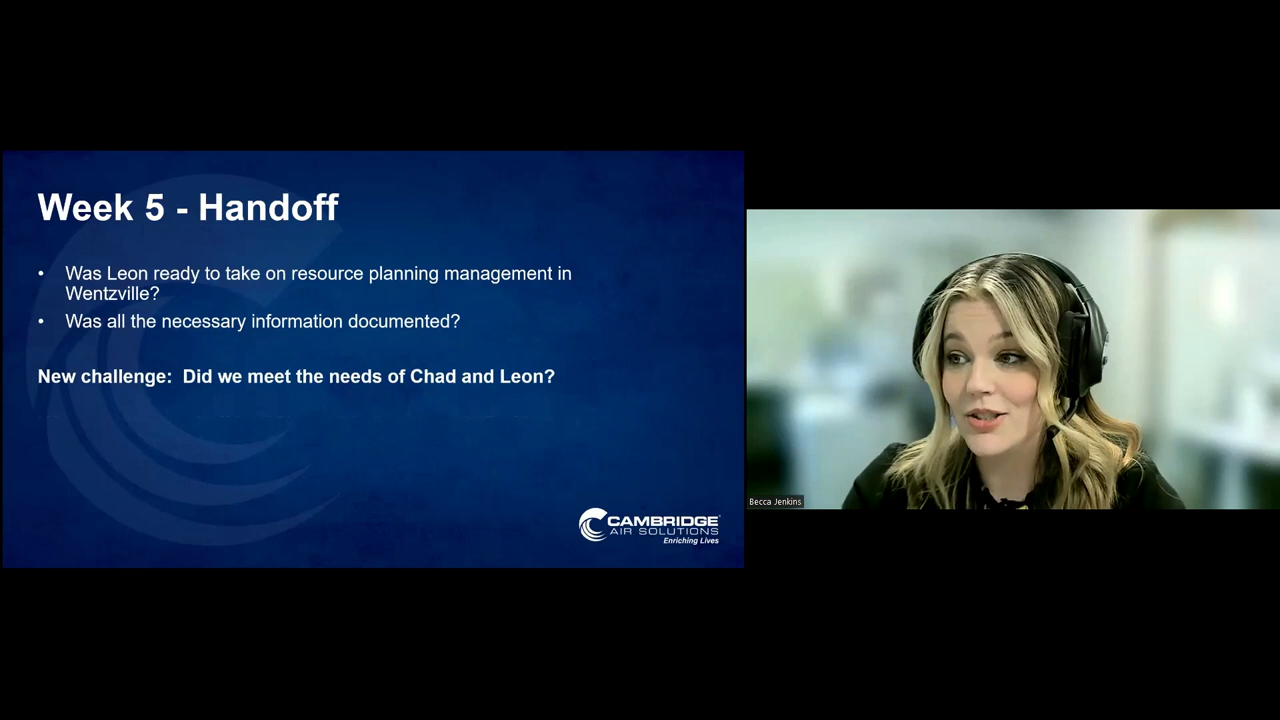 Week 5 - Handoff
• Was Leon ready to take on resource planning management in
Wentzville?
• Was all the necessary information documented?
New challenge:  Did we meet the needs of Chad and Leon?
CAMBRIDGE
AIR SOLUTIONS
Enriching Lives
Becca Jenkins